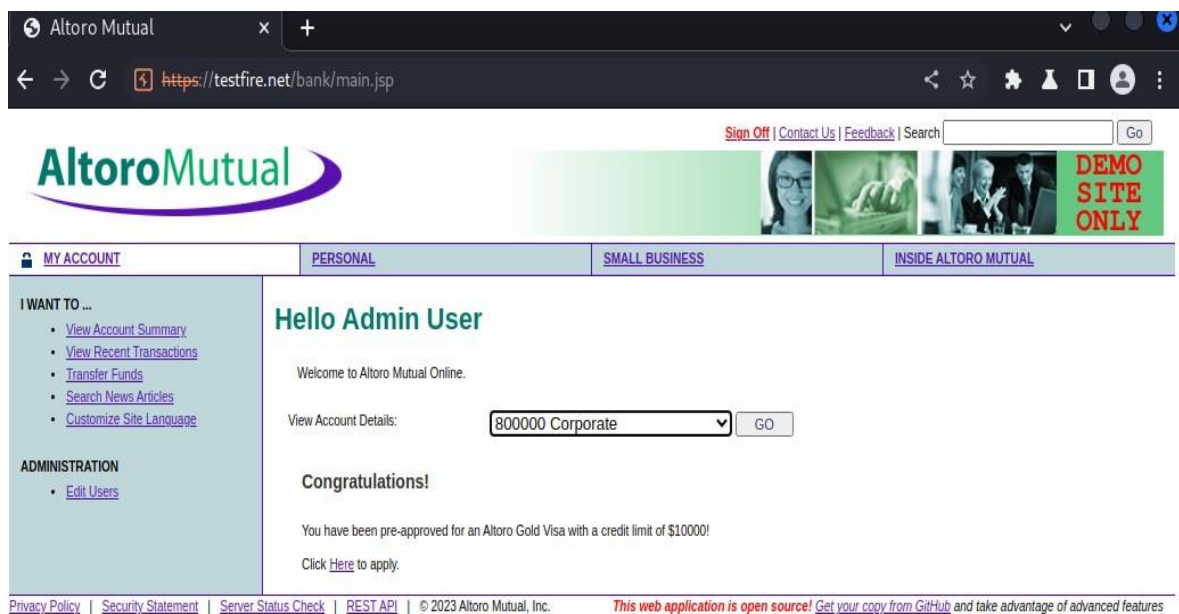 Altoro Mutual
https://testfire.net/bank/main.jsp
Sign Off | Contact Us | Feedback | Search Go
AltoroMutual
DEMO
SITE
ONLY
MY ACCOUNT PERSONAL SMALL BUSINESS INSIDE ALTORO MUTUAL
I WANT TO ...
• View Account Summary
• View Recent Transactions
• Transfer Funds
• Search News Articles
• Customize Site Language
ADMINISTRATION
• Edit Users
Hello Admin User
Welcome to Altoro Mutual Online.
View Account Details: 800000 Corporate GO
Congratulations!
You have been pre-approved for an Altoro Gold Visa with a credit limit of $10000!
Click Here to apply.
Privacy Policy | Security Statement | Server Status Check | REST API | © 2023 Altoro Mutual, Inc. This web application is open source! Get your copy from GitHub and take advantage of advanced features